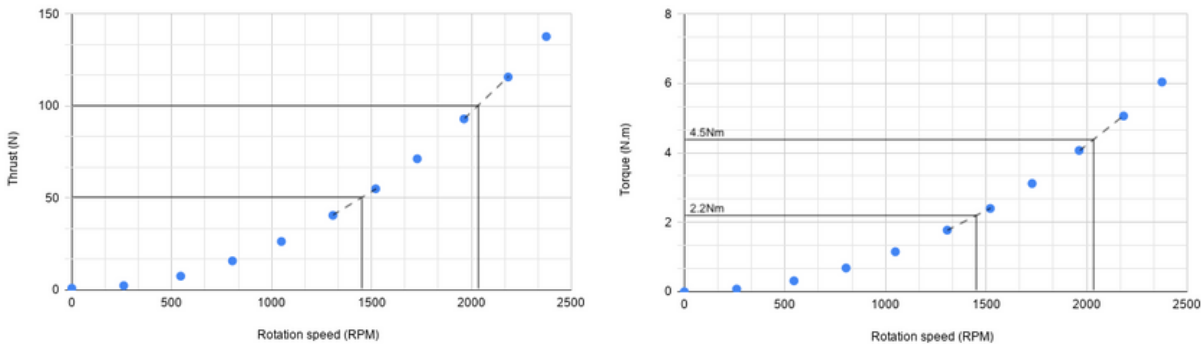 150
100
50
0
Thrust (N)
0 500 1000 1500 2000 2500
Rotation speed (RPM)
8
6
4
2
0
Torque (N.m)
4.5Nm
2.2Nm
0 500 1000 1500 2000 2500
Rotation speed (RPM)